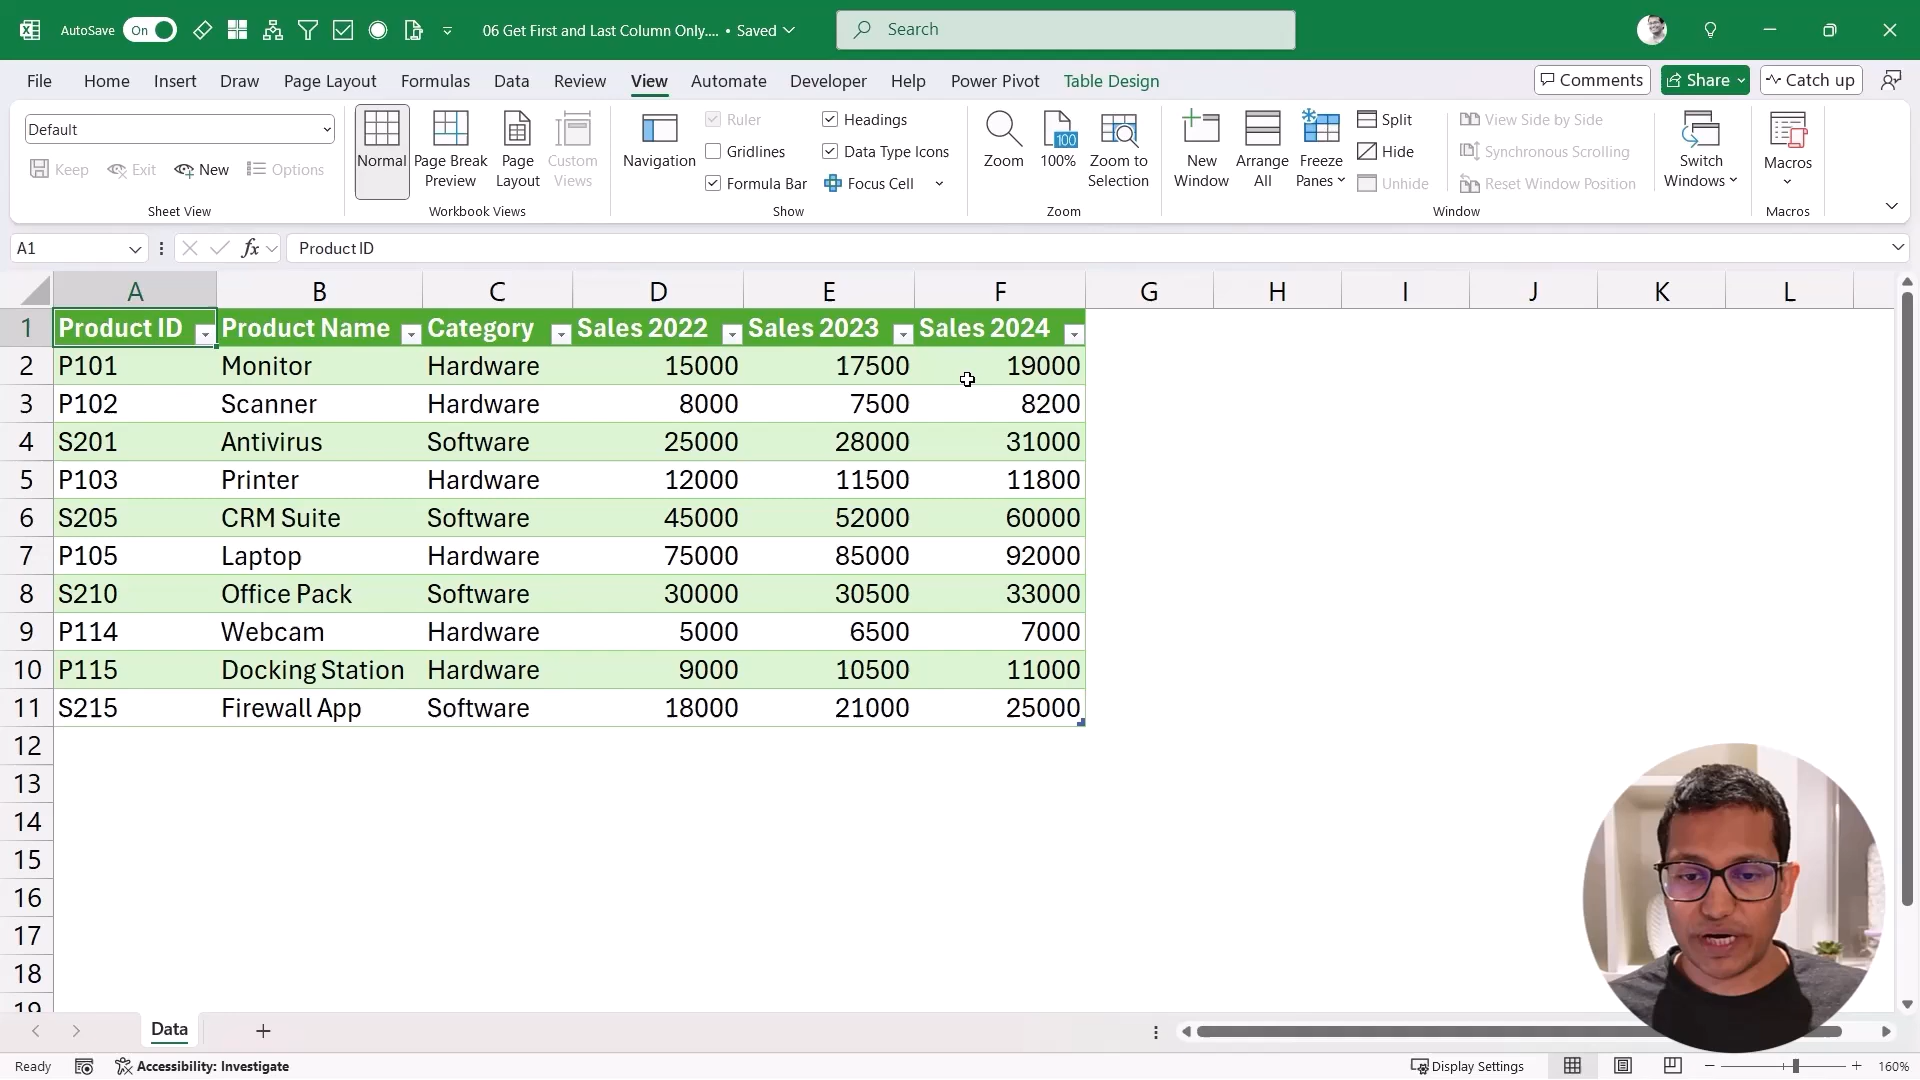 AutoSave On 06 Get First and Last Column Only.... • Saved Search
File Home Insert Draw Page Layout Formulas Data Review View Automate Developer Help Power Pivot Table Design Comments Share Catch up
Default
Keep Exit New Options
Sheet View
Normal Page Break Preview Page Layout Custom Views
Workbook Views
Navigation
Ruler Headings
Gridlines Data Type Icons
Formula Bar Focus Cell
Show
Zoom 100% Zoom to Selection
Zoom
New Window Arrange All Freeze Panes
Split View Side by Side
Hide Synchronous Scrolling
Unhide Reset Window Position
Window
Switch Windows
Macros
Macros
A1 fx Product ID
A B C D E F G H I J K L
1 Product ID Product Name Category Sales 2022 Sales 2023 Sales 2024
2 P101 Monitor Hardware 15000 17500 19000
3 P102 Scanner Hardware 8000 7500 8200
4 S201 Antivirus Software 25000 28000 31000
5 P103 Printer Hardware 12000 11500 11800
6 S205 CRM Suite Software 45000 52000 60000
7 P105 Laptop Hardware 75000 85000 92000
8 S210 Office Pack Software 30000 30500 33000
9 P114 Webcam Hardware 5000 6500 7000
10 P115 Docking Station Hardware 9000 10500 11000
11 S215 Firewall App Software 18000 21000 25000
12
13
14
15
16
17
18
19
Data
Ready Accessibility: Investigate Display Settings 160%